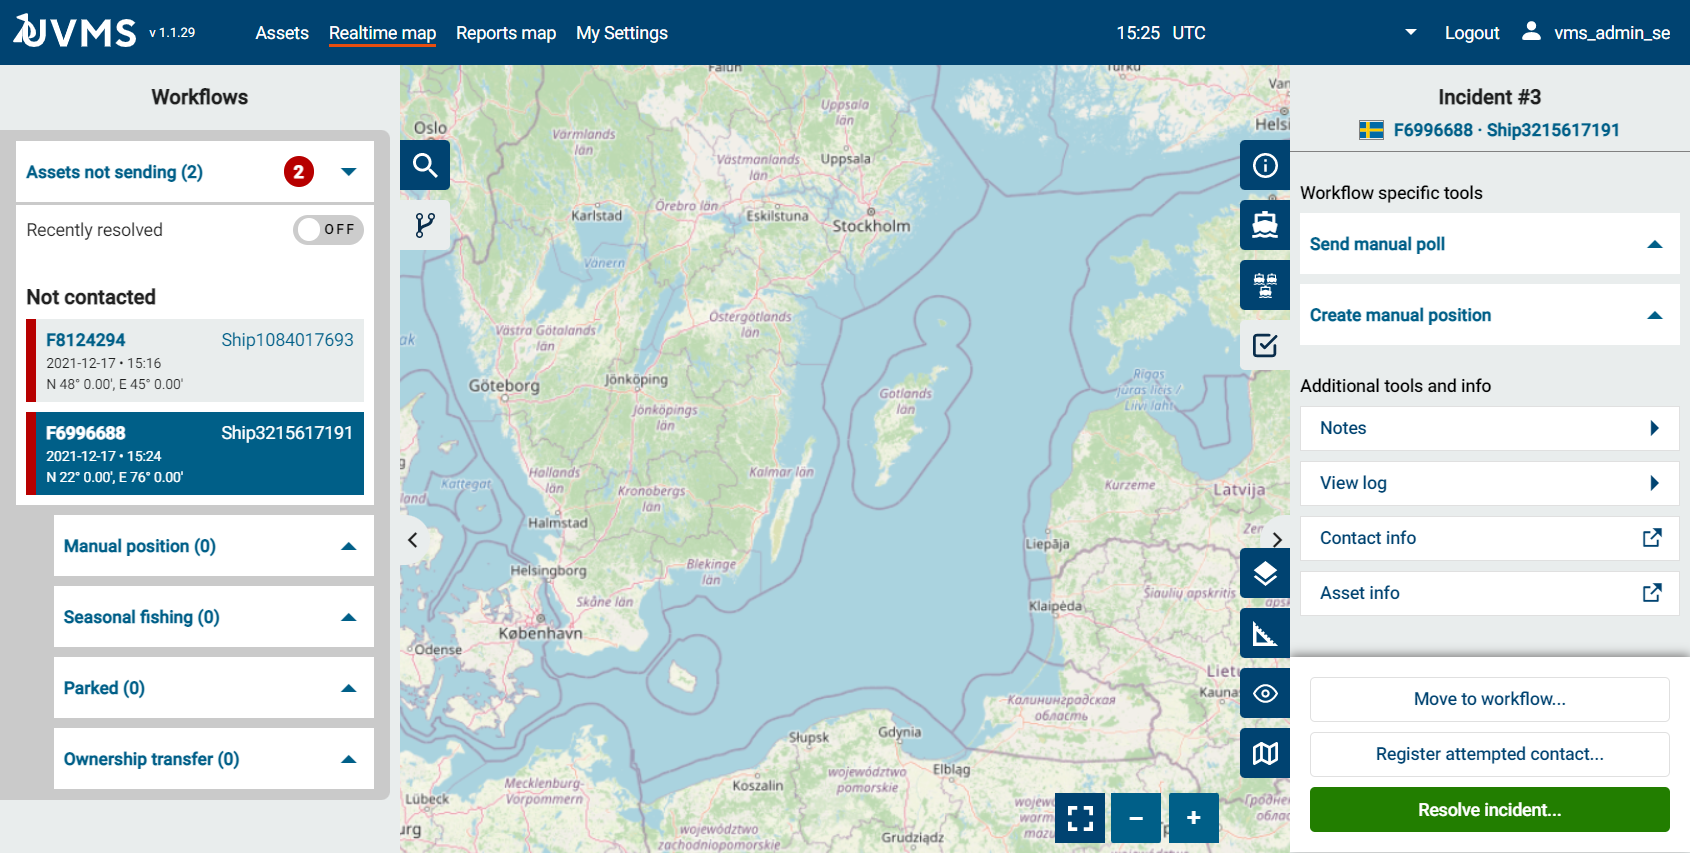 UVMS v 1.1.29
Assets
Realtime map
Reports map
My Settings
15:25 UTC
Logout
vms_admin_se
Workflows
Assets not sending (2)
2
Recently resolved
OFF
Not contacted
F8124294
Ship1084017693
2021-12-17 • 15:16
N 48° 0.00', E 45° 0.00'
F6996688
Ship3215617191
2021-12-17 • 15:24
N 22° 0.00', E 76° 0.00'
Manual position (0)
Seasonal fishing (0)
Parked (0)
Ownership transfer (0)
Falun
Turku
Oslo
Värmlands
län
Uppsala
län
Västmanlands
län
Uppsala
Örebro län
Karlstad
Eskilstuna
Stockholm
Vänern
Västra Götalands
län
Östergötlands
län
Göteborg
Jönköping
Jönköpings
län
Gotlands
län
Rīgas
jūras līcis /
Liivi laht
Hallands
län
Kronobergs
län
Kalmar län
Kattegat
Kurzeme
Latvija
Halmstad
Liepāja
Helsingborg
Blekinge
län
Skåne län
København
Klaipėda
Šiaulių apskritis
Odense
Калининградская
область
Słupsk
Gdynia
Elbląg
Koszalin
województwo
pomorskie
Mecklenburg-
Vorpommern
Lübeck
województwo
zachodniopomorskie
Grudziądz
Incident #3
F6996688 · Ship3215617191
Workflow specific tools
Send manual poll
Create manual position
Additional tools and info
Notes
View log
Contact info
Asset info
Move to workflow...
Register attempted contact...
Resolve incident...